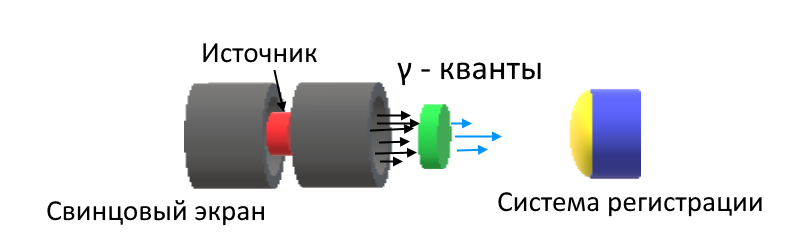 Источник
γ - кванты
Свинцовый экран
Система регистрации